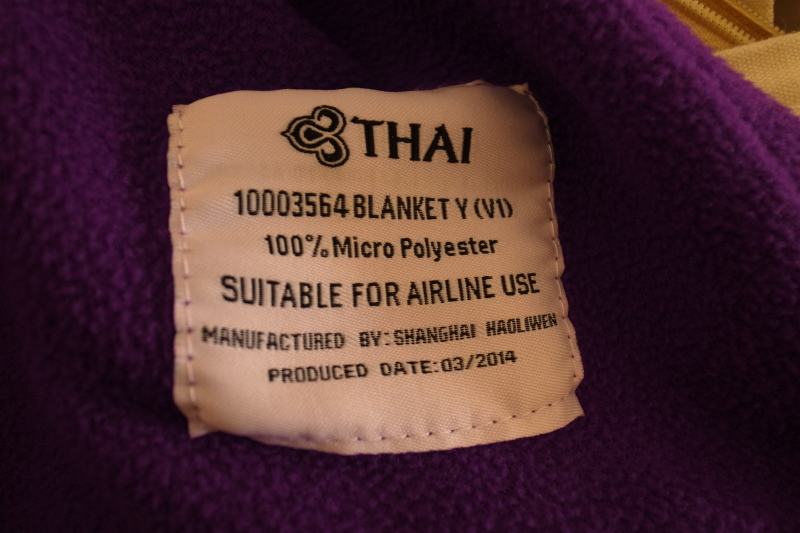 THAI
10003564 BLANKET Y (V1)
100% Micro Polyester
SUITABLE FOR AIRLINE USE
MANUFACTURED BY: SHANGHAI HAOLIWEN
PRODUCED DATE: 03/2014